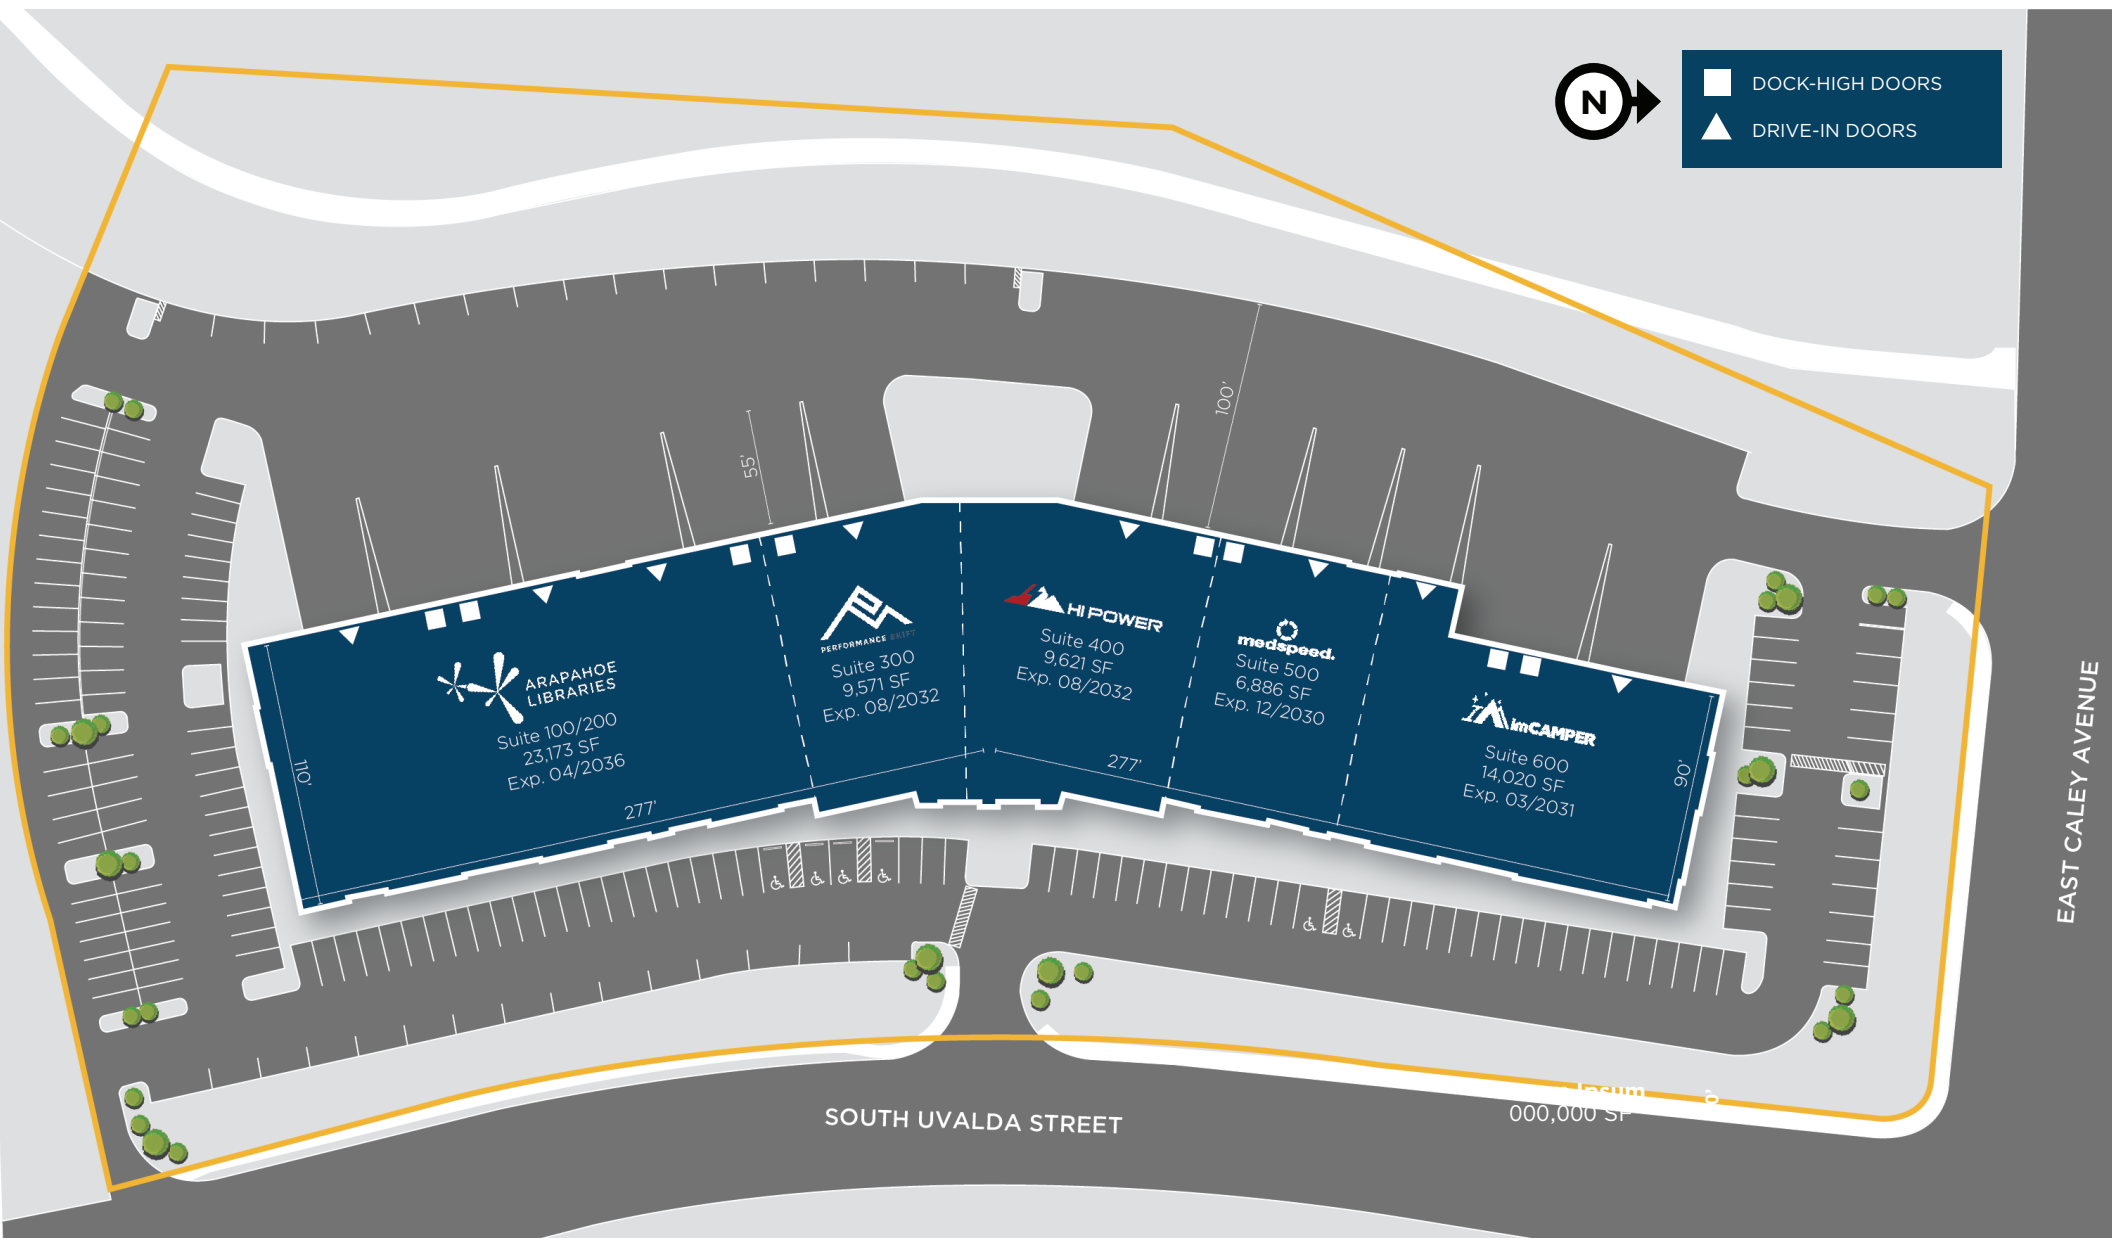 N
DOCK-HIGH DOORS
DRIVE-IN DOORS
100'
55'
ARAPAHOE
LIBRARIES
Suite 100/200
23,173 SF
Exp. 04/2036
110'
277'
PERFORMANCE SHIFT
Suite 300
9,571 SF
Exp. 08/2032
HI POWER
Suite 400
9,621 SF
Exp. 08/2032
277'
medspeed.
Suite 500
6,886 SF
Exp. 12/2030
imCAMPER
Suite 600
14,020 SF
Exp. 03/2031
90'
EAST CALEY AVENUE
SOUTH UVALDA STREET
Ipsum
000,000 SF
0'